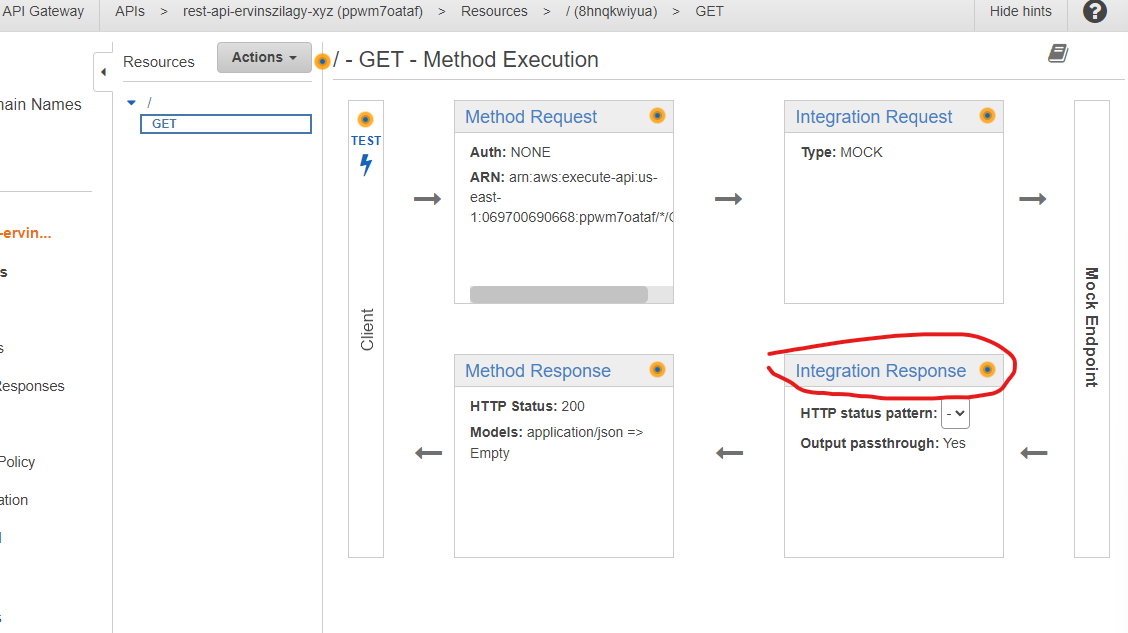 API Gateway APIs > rest-api-ervinszilagy-xyz (ppwm7oataf) > Resources > / (8hnqkwiyua) > GET Hide hints ?
Resources Actions
/ - GET - Method Execution
main Names
/
GET
-ervin...
s
s
Responses
Policy
ation
TEST
Client
Method Request
Auth: NONE
ARN: arn:aws:execute-api:us-
east-
1:069700690668:ppwm7oataf/*/
Integration Request
Type: MOCK
Method Response
HTTP Status: 200
Models: application/json =>
Empty
Integration Response
HTTP status pattern: -
Output passthrough: Yes
Mock Endpoint